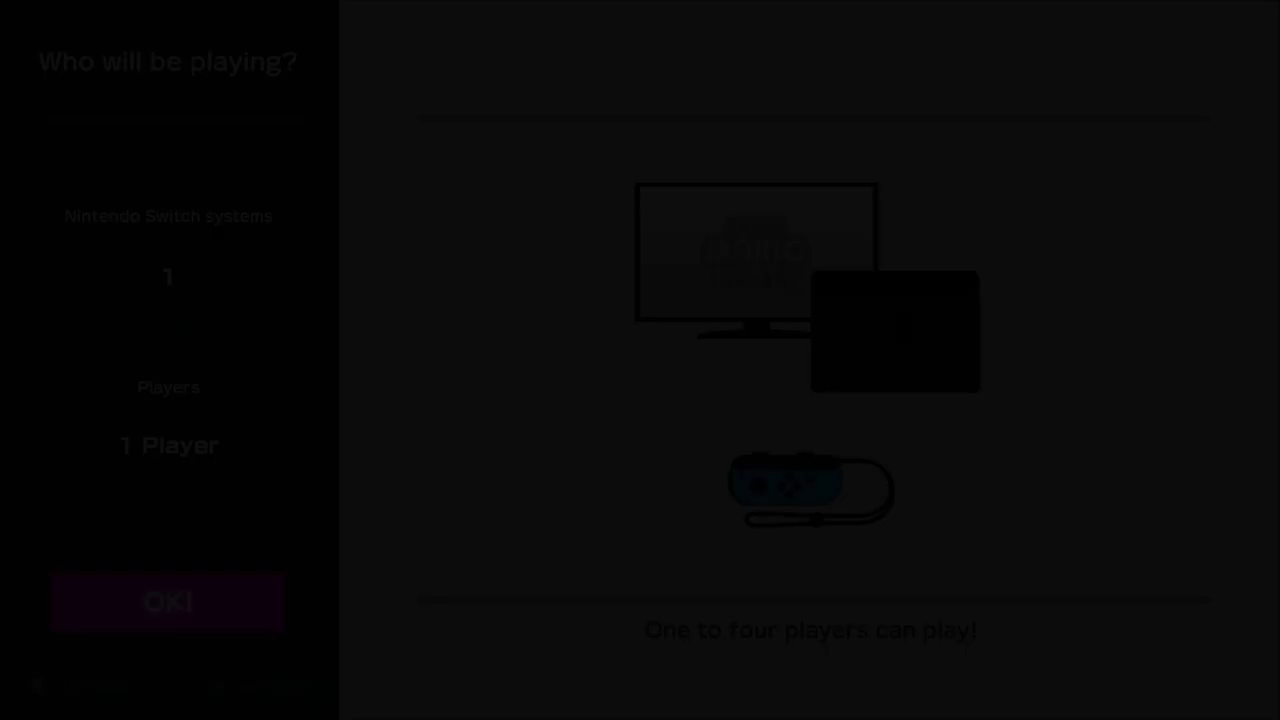 Who will be playing?
Nintendo Switch systems
1
Players
1 Player
OK!
One to four players can play!